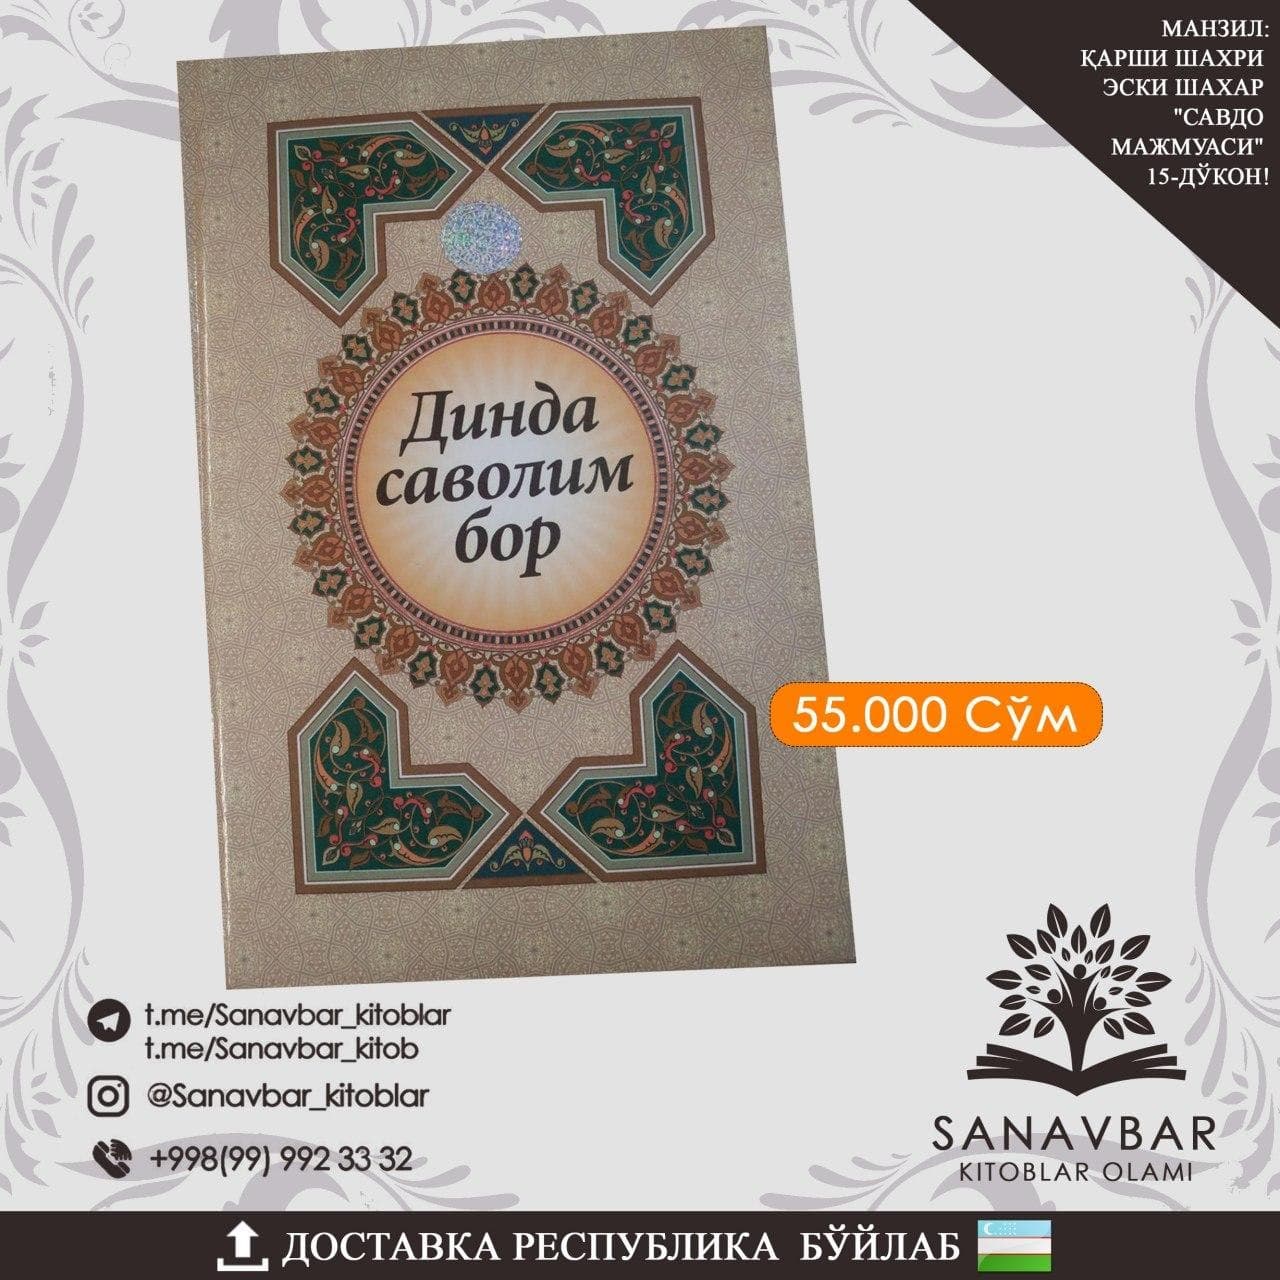 МАНЗИЛ:
ҚАРШИ ШАХРИ
ЭСКИ ШАХАР
"САВДО
МАЖМУАСИ"
15-ДЎКОН!
Динда
саволим
бор
55.000 Сўм
t.me/Sanavbar_kitoblar
t.me/Sanavbar_kitob
@Sanavbar_kitoblar
+998(99) 992 33 32
SANAVBAR
KITOBLAR OLAMI
ДОСТАВКА РЕСПУБЛИКА БЎЙЛАБ